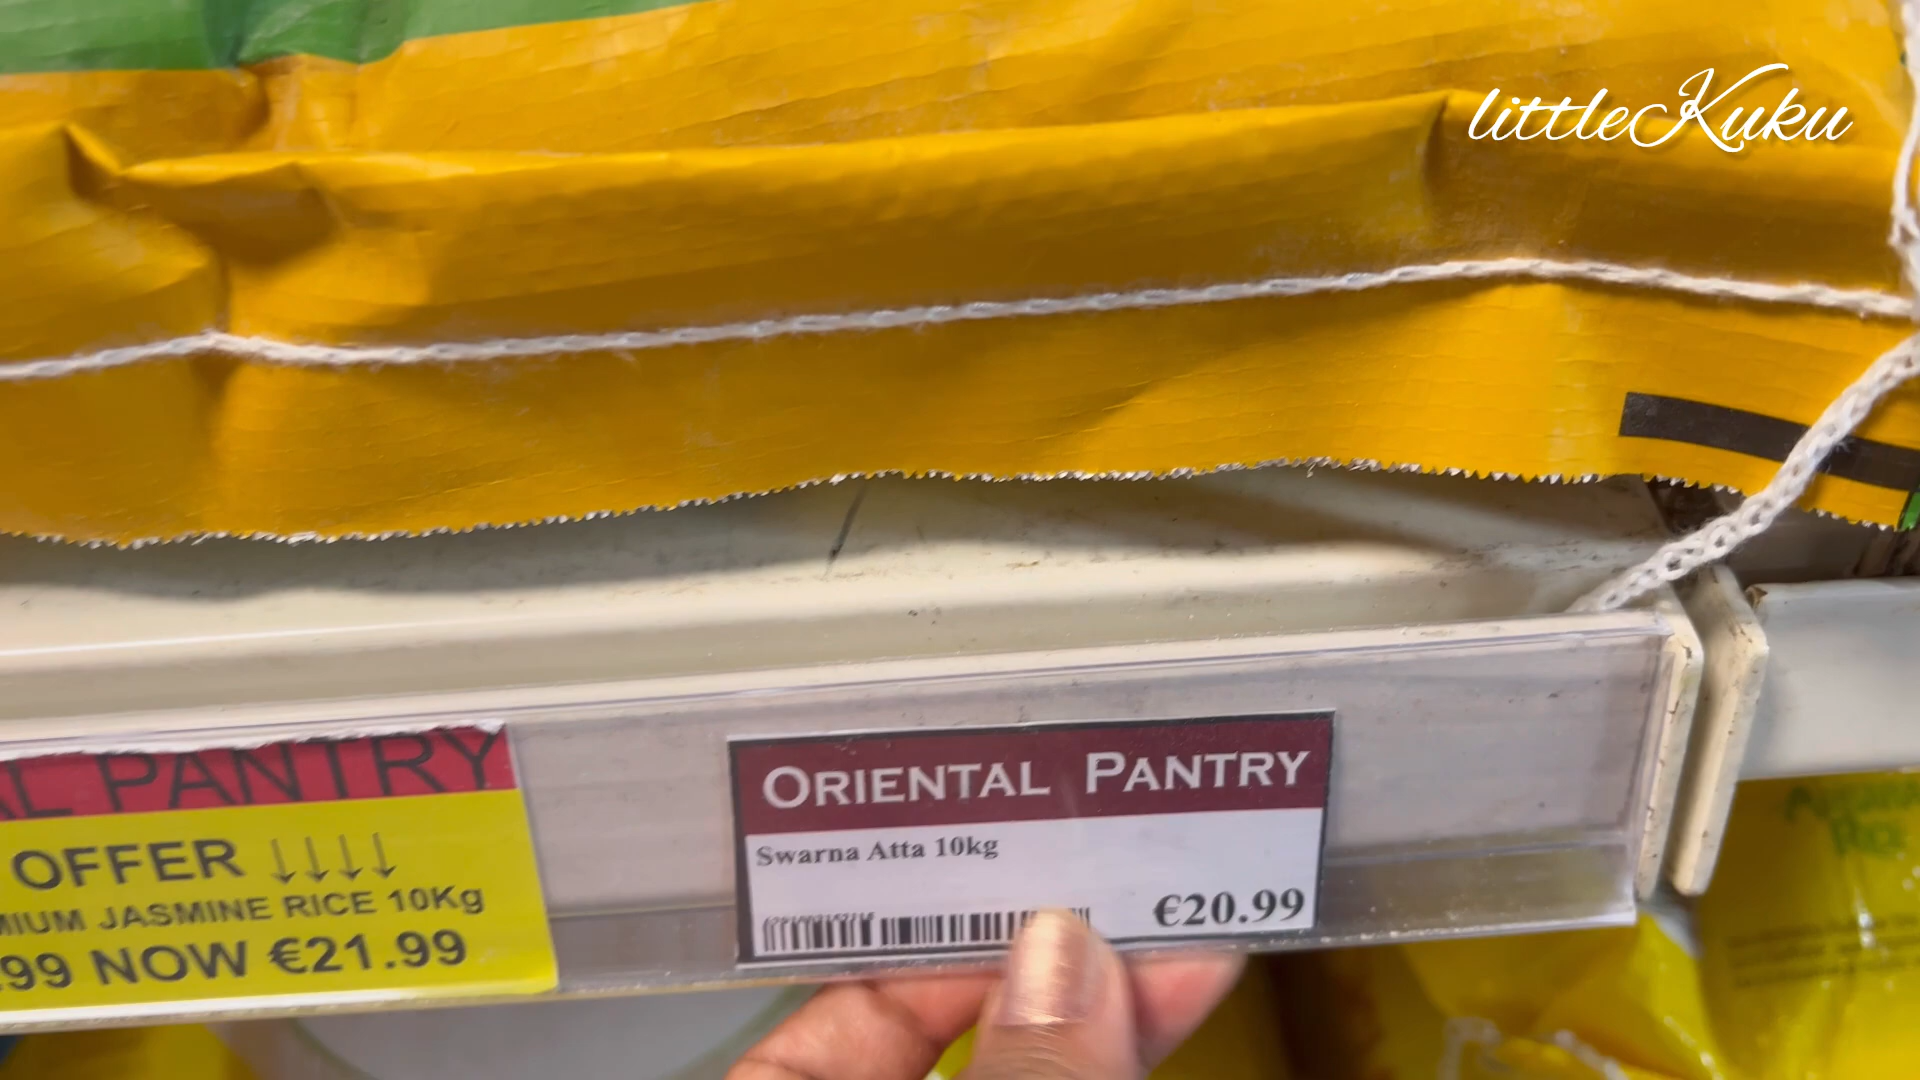 littleKuku
AL PANTRY
OFFER ↓↓↓↓
MIUM JASMINE RICE 10Kg
.99 NOW €21.99
ORIENTAL PANTRY
Swarna Atta 10kg
€20.99